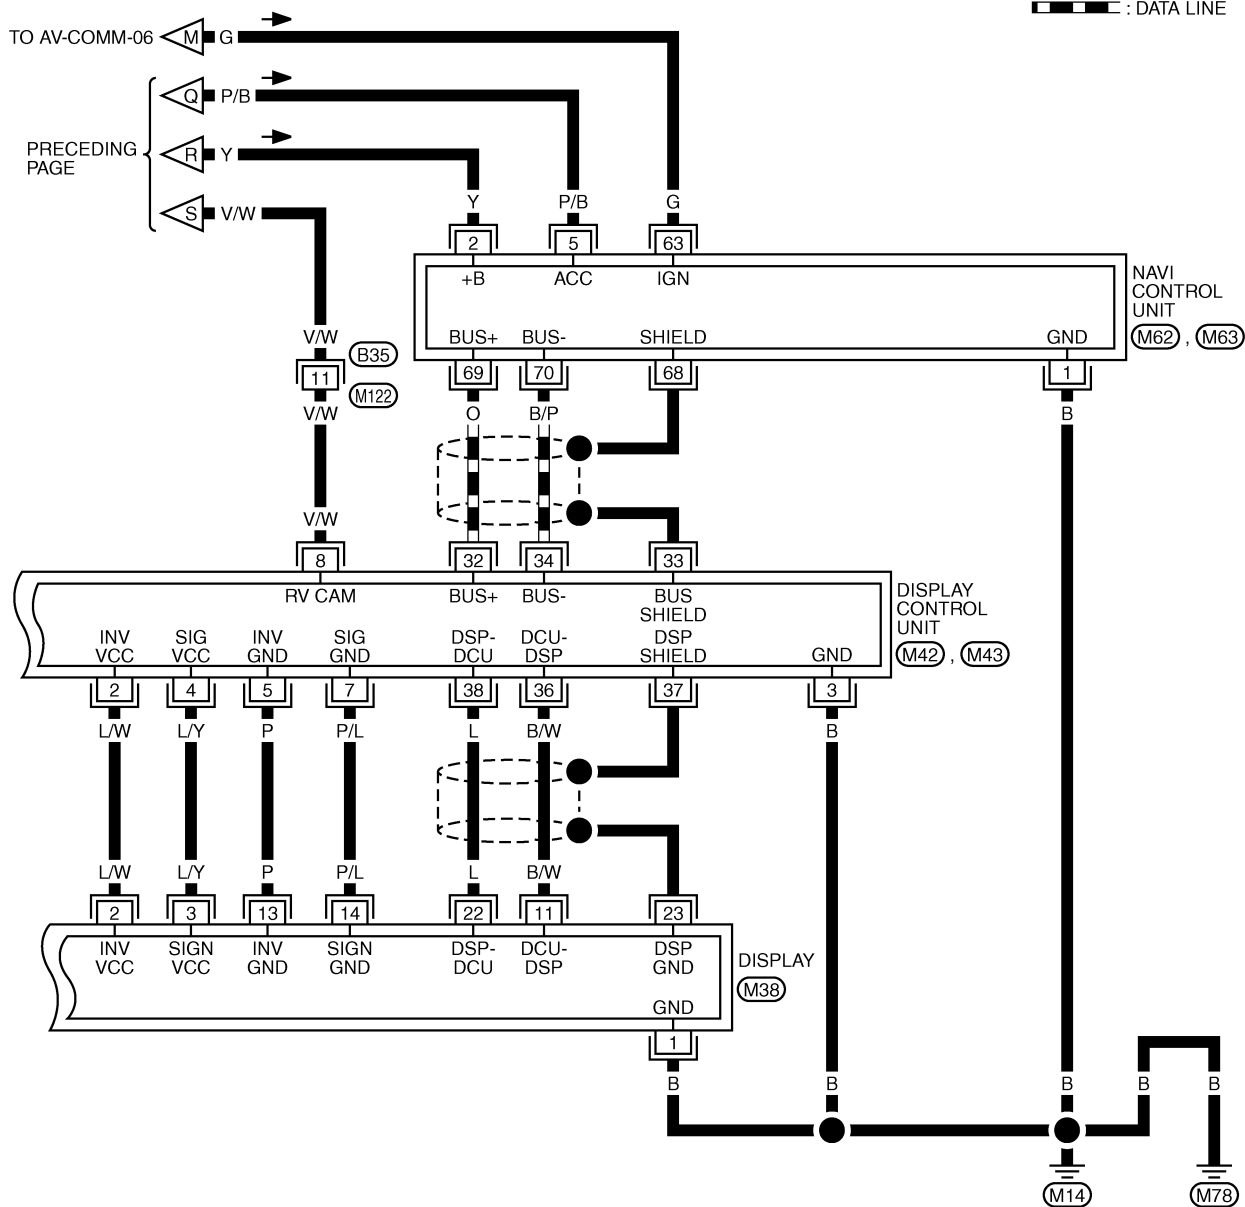 : DATA LINE
TO AV-COMM-06 M G
Q P/B
PRECEDING
PAGE
R Y
S V/W
Y P/B G
2 5 63
+B ACC IGN
NAVI
CONTROL
UNIT
M62 , M63
BUS+ BUS- SHIELD GND
69 70 68 1
V/W
B35
11
M122
V/W
O B/P B
V/W
8 32 34 33
RV CAM BUS+ BUS- BUS
SHIELD
DISPLAY
CONTROL
UNIT
M42 , M43
INV SIG INV SIG DSP- DCU- DSP
VCC VCC GND GND DCU DSP SHIELD GND
2 4 5 7 38 36 37 3
L/W L/Y P P/L L B/W B
L/W L/Y P P/L L B/W
2 3 13 14 22 11 23
INV SIGN INV SIGN DSP- DCU- DSP
VCC VCC GND GND DCU DSP GND
DISPLAY
M38
GND
1
B B B B B
M14 M78